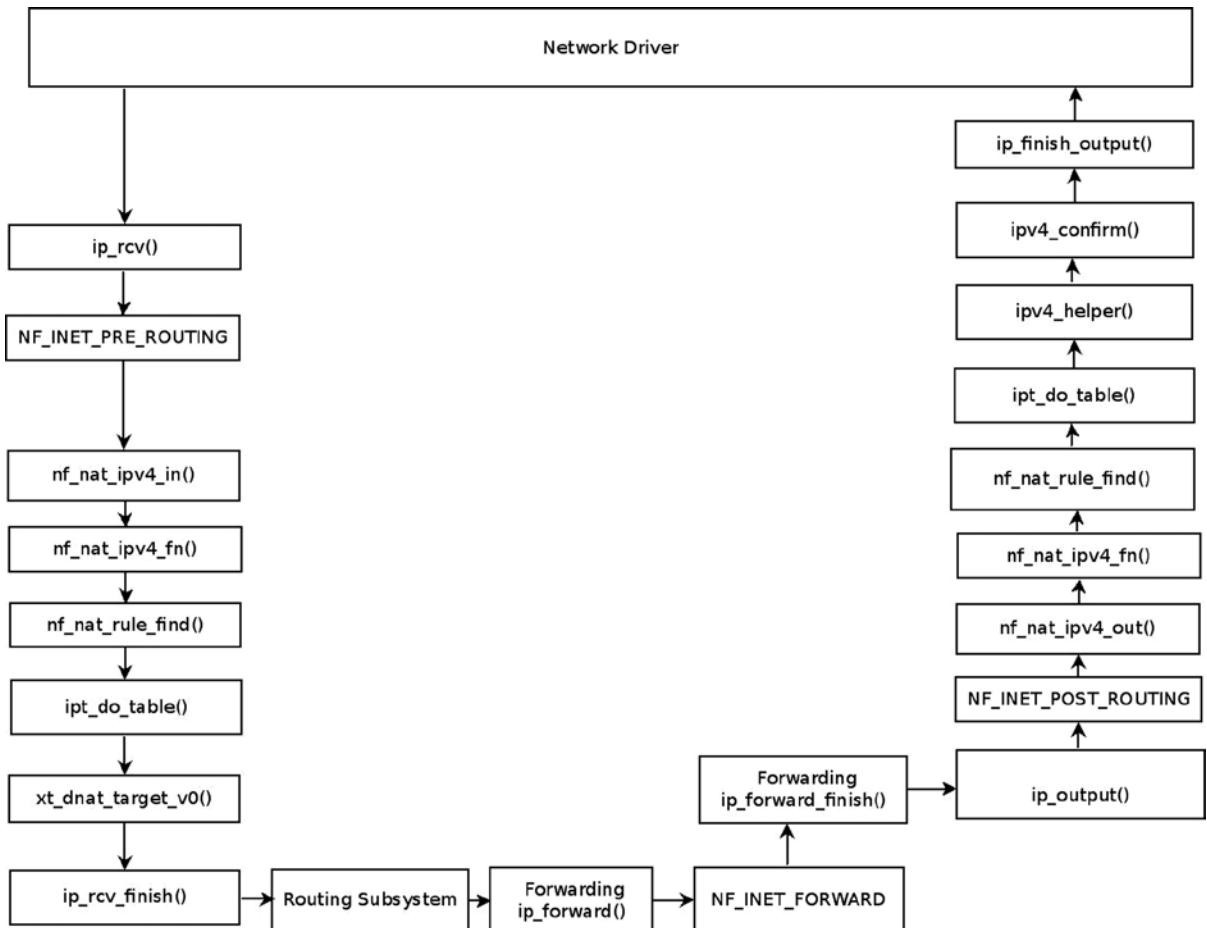 Network Driver
ip_rcv()
NF_INET_PRE_ROUTING
nf_nat_ipv4_in()
nf_nat_ipv4_fn()
nf_nat_rule_find()
ipt_do_table()
xt_dnat_target_v0()
ip_rcv_finish()
Routing Subsystem
Forwarding
ip_forward()
NF_INET_FORWARD
Forwarding
ip_forward_finish()
ip_output()
NF_INET_POST_ROUTING
nf_nat_ipv4_out()
nf_nat_ipv4_fn()
nf_nat_rule_find()
ipt_do_table()
ipv4_helper()
ipv4_confirm()
ip_finish_output()